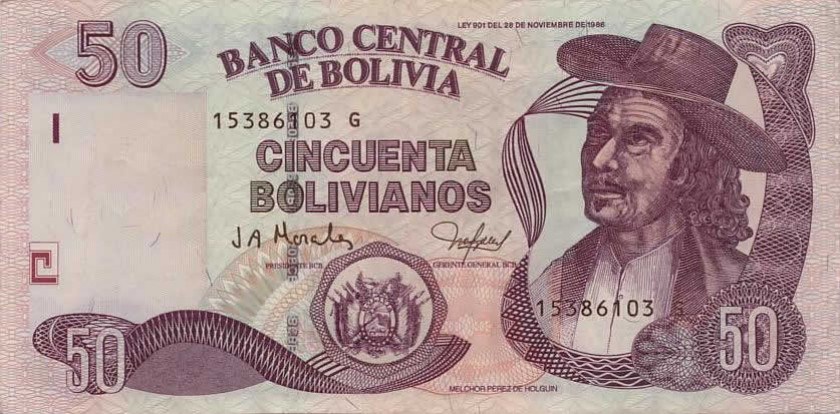 LEY 901 DEL 28 DE NOVIEMBRE DE 1986
50
BANCO CENTRAL
DE BOLIVIA
15386103 G
CINCUENTA
BOLIVIANOS
J A Morales
PRESIDENTE BCB
GERENTE GENERAL BCB
15386103 G
50
50
MELCHOR PEREZ DE HOLGUIN